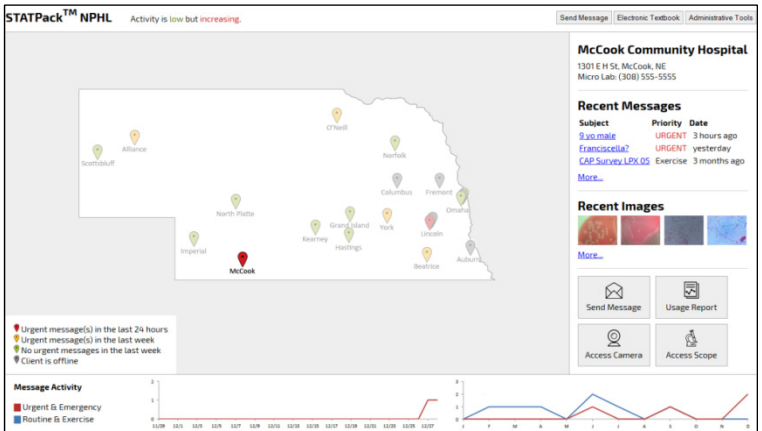 STATPack™ NPHL
Activity is low but increasing.
Send Message
Electronic Textbook
Administrative Tools
McCook Community Hospital
1301 E H St, McCook, NE
Micro Lab: (308) 555-5555
Recent Messages
Subject Priority Date
9 yo male URGENT 3 hours ago
Franciscella? URGENT yesterday
CAP Survey LPX 05 Exercise 3 months ago
More...
Recent Images
More...
Send Message
Usage Report
Access Camera
Access Scope
O'Neill
Alliance
Scottsbluff
Norfolk
Columbus
Fremont
Omaha
North Platte
Grand Island
York
Lincoln
Kearney
Hastings
Imperial
McCook
Beatrice
Auburn
Urgent message(s) in the last 24 hours
Urgent message(s) in the last week
No urgent messages in the last week
Client is offline
Message Activity
Urgent & Emergency
Routine & Exercise
2
1
0
11/29 12/1 12/3 12/5 12/7 12/9 12/11 12/13 12/15 12/17 12/19 12/21 12/23 12/25 12/27
3
2
1
0
J F M A M J J A S O N D